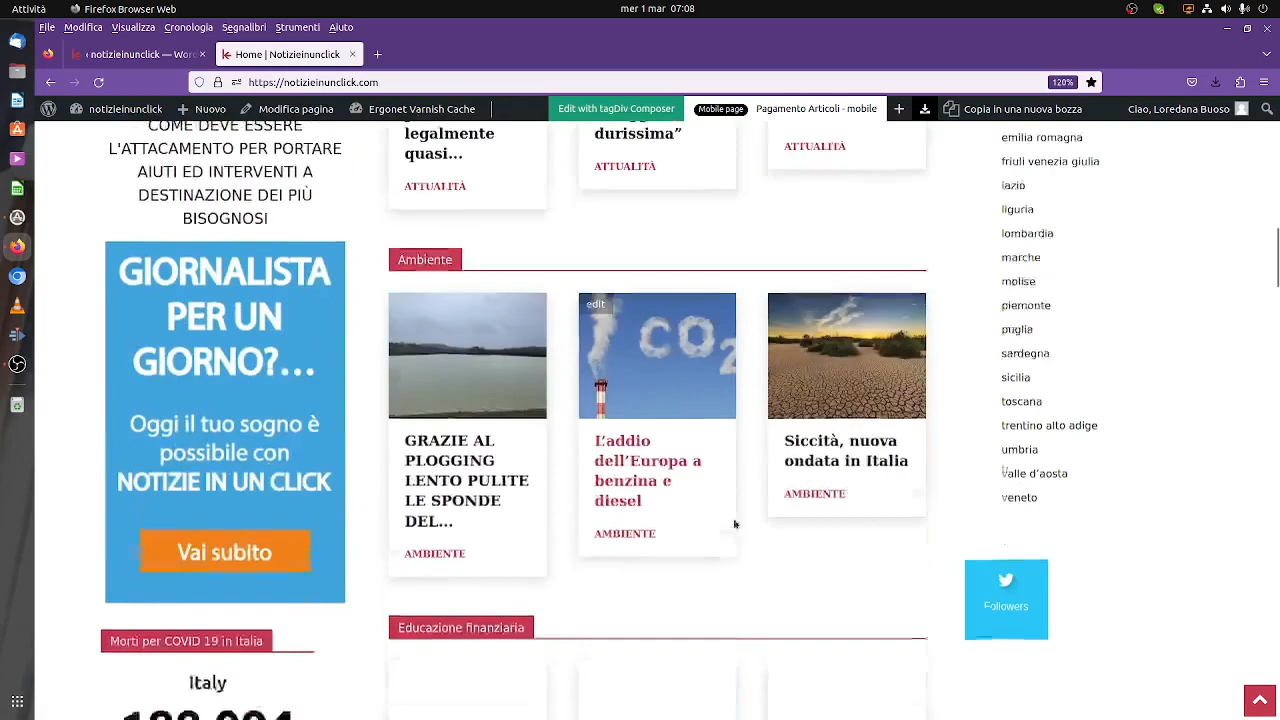 Attività
Firefox Browser Web
mer 1 mar 07:08
File Modifica Visualizza Cronologia Segnalibri Strumenti Aiuto
notizieinunclick — Worc
Home | Notizieinunclick
https://notizieinunclick.com
120%
notizieinunclick
Nuovo
Modifica pagina
Ergonet Varnish Cache
Edit with tagDiv Composer
Mobile page
Pagamento Articoli - mobile
Copia in una nuova bozza
Ciao, Loredana Buoso
COME DEVE ESSERE
L'ATTACAMENTO PER PORTARE
AIUTI ED INTERVENTI A
DESTINAZIONE DEI PIÙ
BISOGNOSI
GIORNALISTA
PER UN
GIORNO?...
Oggi il tuo sogno è
possibile con
NOTIZIE IN UN CLICK
Vai subito
Morti per COVID 19 in Italia
Italy
legalmente
quasi...
ATTUALITÀ
durissima”
ATTUALITÀ
ATTUALITÀ
Ambiente
GRAZIE AL
PLOGGING
LENTO PULITE
LE SPONDE
DEL...
AMBIENTE
edit
CO2
L’addio
dell’Europa a
benzina e
diesel
AMBIENTE
Siccità, nuova
ondata in Italia
AMBIENTE
Educazione finanziaria
emilia romagna
friuli venezia giulia
lazio
liguria
lombardia
marche
molise
piemonte
puglia
sardegna
sicilia
toscana
trentino alto adige
umbria
valle d’aosta
veneto
Followers